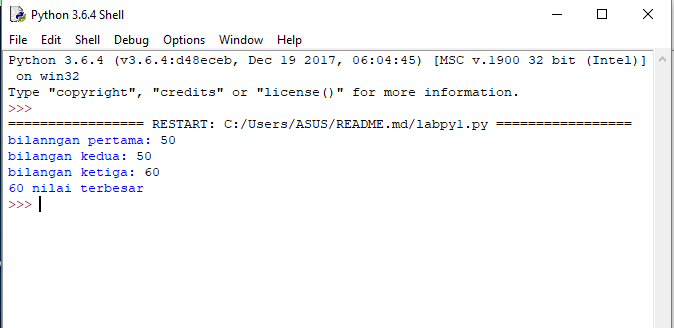 Python 3.6.4 Shell
File Edit Shell Debug Options Window Help
Python 3.6.4 (v3.6.4:d48eceb, Dec 19 2017, 06:04:45) [MSC v.1900 32 bit (Intel)]
on win32
Type "copyright", "credits" or "license()" for more information.
>>>
================= RESTART: C:/Users/ASUS/README.md/labpy1.py =================
bilanngan pertama: 50
bilangan kedua: 50
bilangan ketiga: 60
60 nilai terbesar
>>>